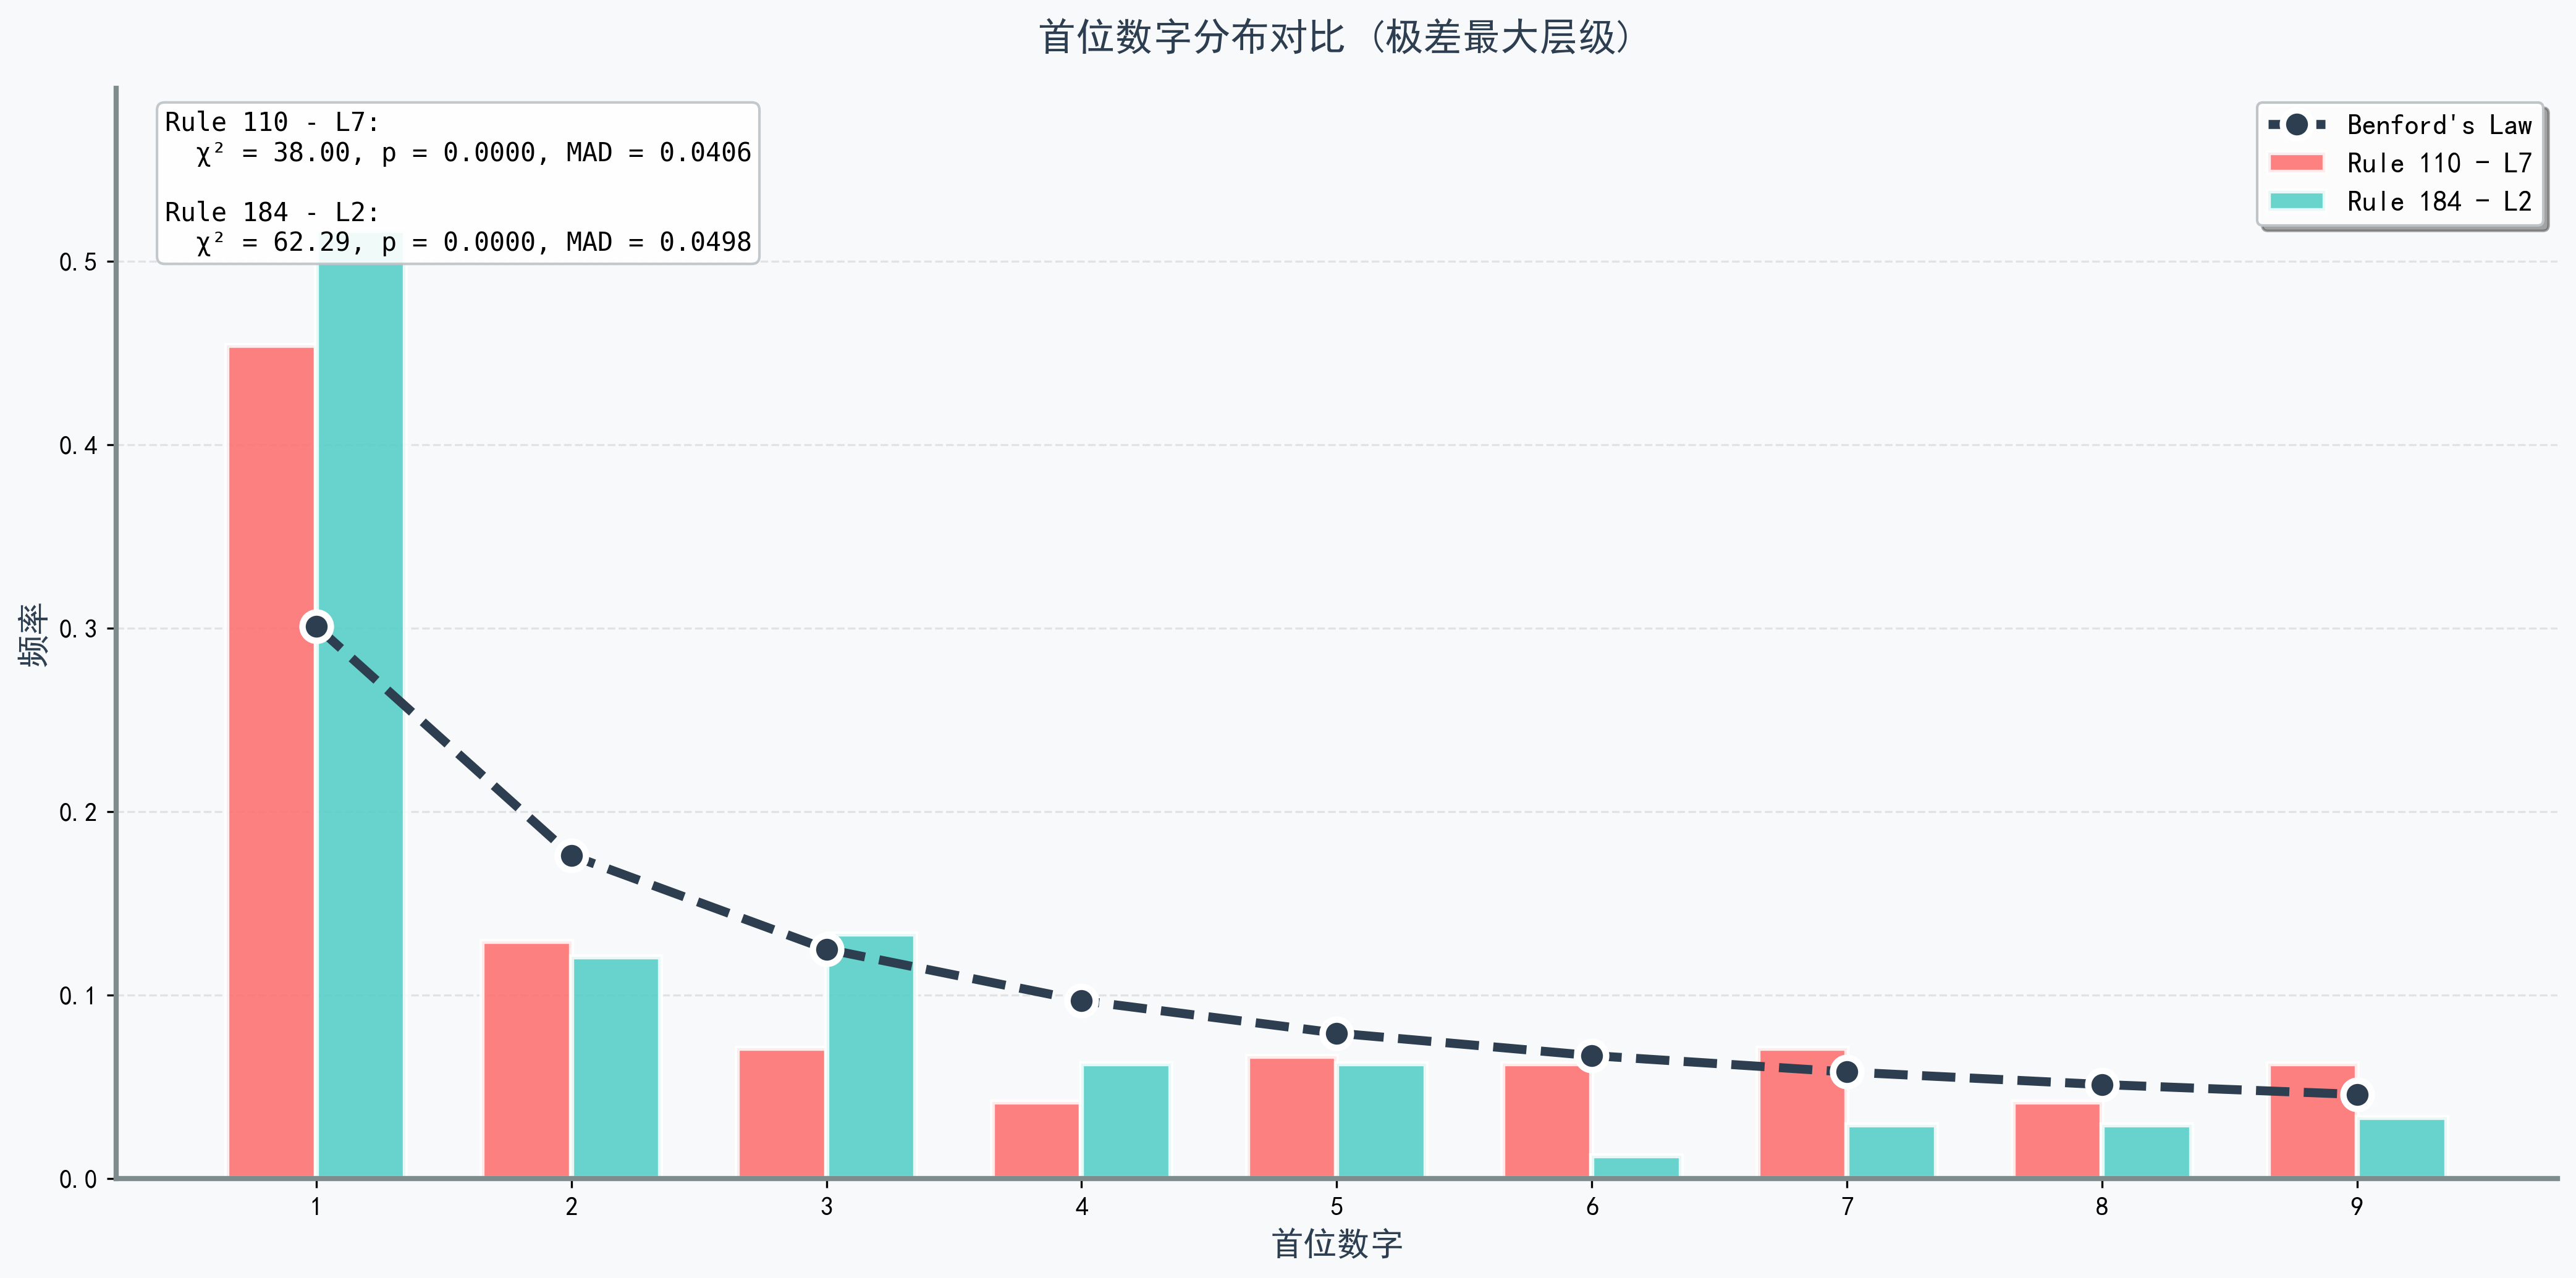 首位数字分布对比 (极差最大层级)
Rule 110 - L7:
χ² = 38.00, p = 0.0000, MAD = 0.0406
Rule 184 - L2:
χ² = 62.29, p = 0.0000, MAD = 0.0498
Benford's Law
Rule 110 - L7
Rule 184 - L2
频率
0.5
0.4
0.3
0.2
0.1
0.0
1 2 3 4 5 6 7 8 9
首位数字